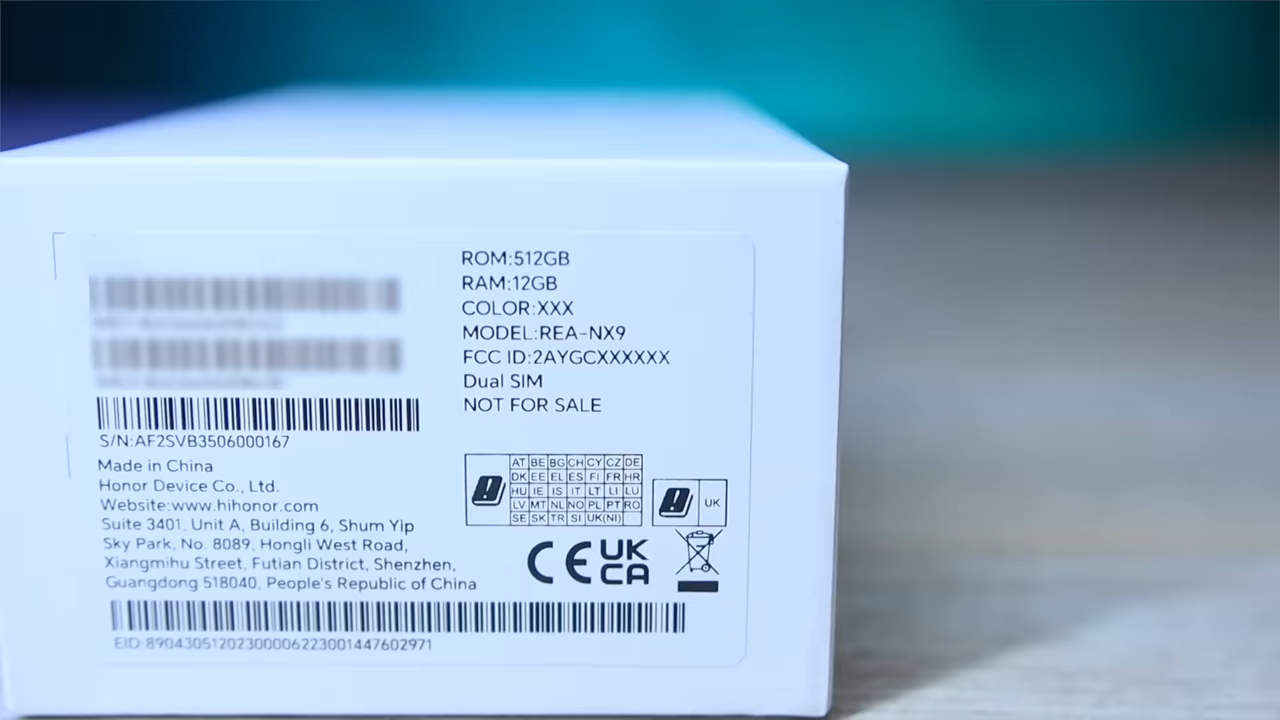 ROM:512GB
RAM:12GB
COLOR:XXX
MODEL:REA-NX9
FCC ID:2AYGCXXXXXX
Dual SIM
NOT FOR SALE
S/N:AF2SVB3506000167
Made in China
Honor Device Co., Ltd.
Website:www.hihonor.com
Suite 3401, Unit A, Building 6, Shum Yip
Sky Park, No. 8089, Hongli West Road,
Xiangmihu Street, Futian District, Shenzhen,
Guangdong 518040, People's Republic of China
AT BE BG CH CY CZ DE
DK EE EL ES FI FR HR
HU IE IS IT LT LI LU
LV MT NL NO PL PT RO
SE SK TR SI UK(NI)
UK
CE UK
CA
EID:89043051202300006223001447602971